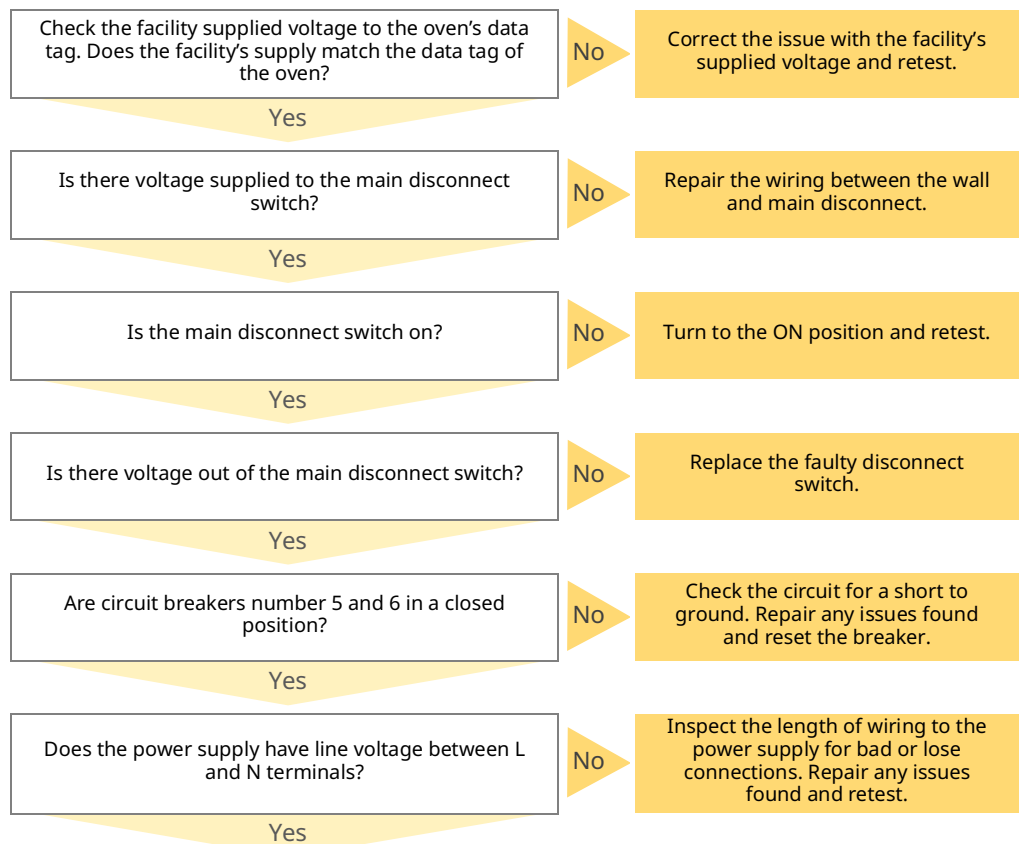 Check the facility supplied voltage to the oven’s data
tag. Does the facility’s supply match the data tag of
the oven?
No
Correct the issue with the facility’s
supplied voltage and retest.
Yes
Is there voltage supplied to the main disconnect
switch?
No
Repair the wiring between the wall
and main disconnect.
Yes
Is the main disconnect switch on?
No
Turn to the ON position and retest.
Yes
Is there voltage out of the main disconnect switch?
No
Replace the faulty disconnect
switch.
Yes
Are circuit breakers number 5 and 6 in a closed
position?
No
Check the circuit for a short to
ground. Repair any issues found
and reset the breaker.
Yes
Does the power supply have line voltage between L
and N terminals?
No
Inspect the length of wiring to the
power supply for bad or lose
connections. Repair any issues
found and retest.
Yes